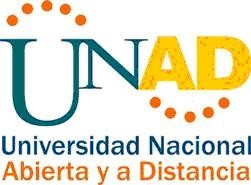 UNAD
Universidad Nacional
Abierta y a Distancia